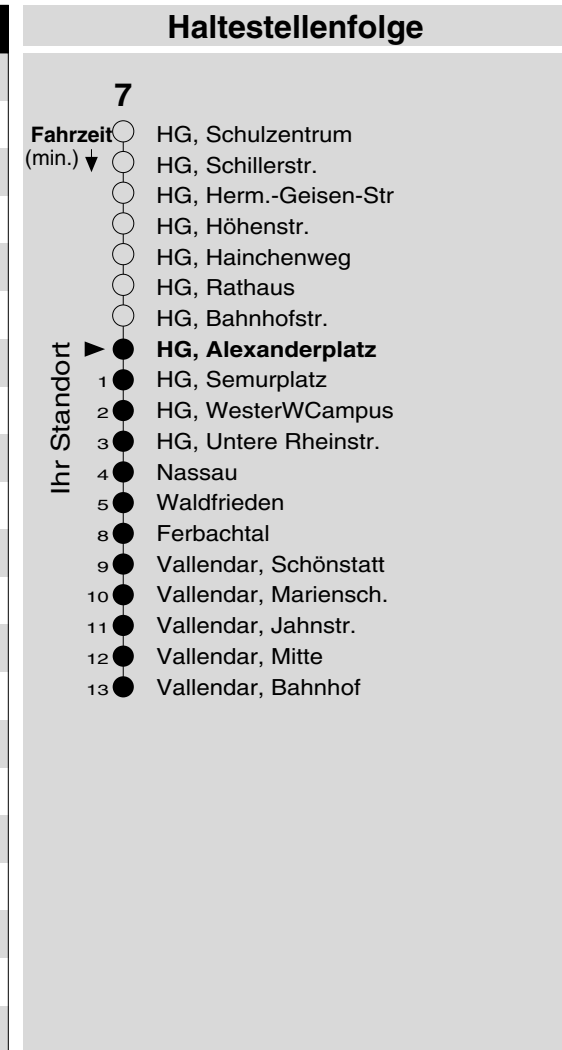 Haltestellenfolge
7
Fahrzeit HG, Schulzentrum
(min.) HG, Schillerstr.
HG, Herm.-Geisen-Str
HG, Höhenstr.
HG, Hainchenweg
HG, Rathaus
HG, Bahnhofstr.
Ihr Standort
HG, Alexanderplatz
1 HG, Semurplatz
2 HG, WesterWCampus
3 HG, Untere Rheinstr.
4 Nassau
5 Waldfrieden
8 Ferbachtal
9 Vallendar, Schönstatt
10 Vallendar, Mariensch.
11 Vallendar, Jahnstr.
12 Vallendar, Mitte
13 Vallendar, Bahnhof